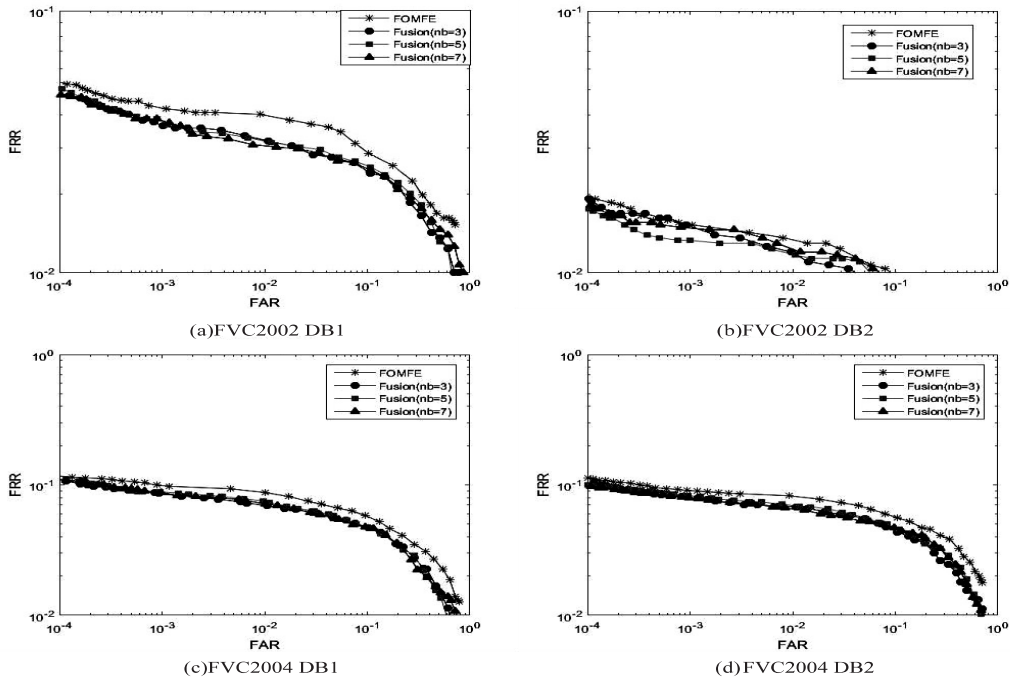 10^-1
FOMFE
Fusion(nb=3)
Fusion(nb=5)
Fusion(nb=7)
FRR
10^-2
10^-4 10^-3 10^-2 10^-1 10^0
FAR
(a)FVC2002 DB1
10^-1
FOMFE
Fusion(nb=3)
Fusion(nb=5)
Fusion(nb=7)
FRR
10^-2
10^-4 10^-3 10^-2 10^-1 10^0
FAR
(b)FVC2002 DB2
10^0
FOMFE
Fusion(nb=3)
Fusion(nb=5)
Fusion(nb=7)
FRR
10^-1
10^-2
10^-4 10^-3 10^-2 10^-1 10^0
FAR
(c)FVC2004 DB1
10^0
FOMFE
Fusion(nb=3)
Fusion(nb=5)
Fusion(nb=7)
FRR
10^-1
10^-2
10^-4 10^-3 10^-2 10^-1 10^0
FAR
(d)FVC2004 DB2